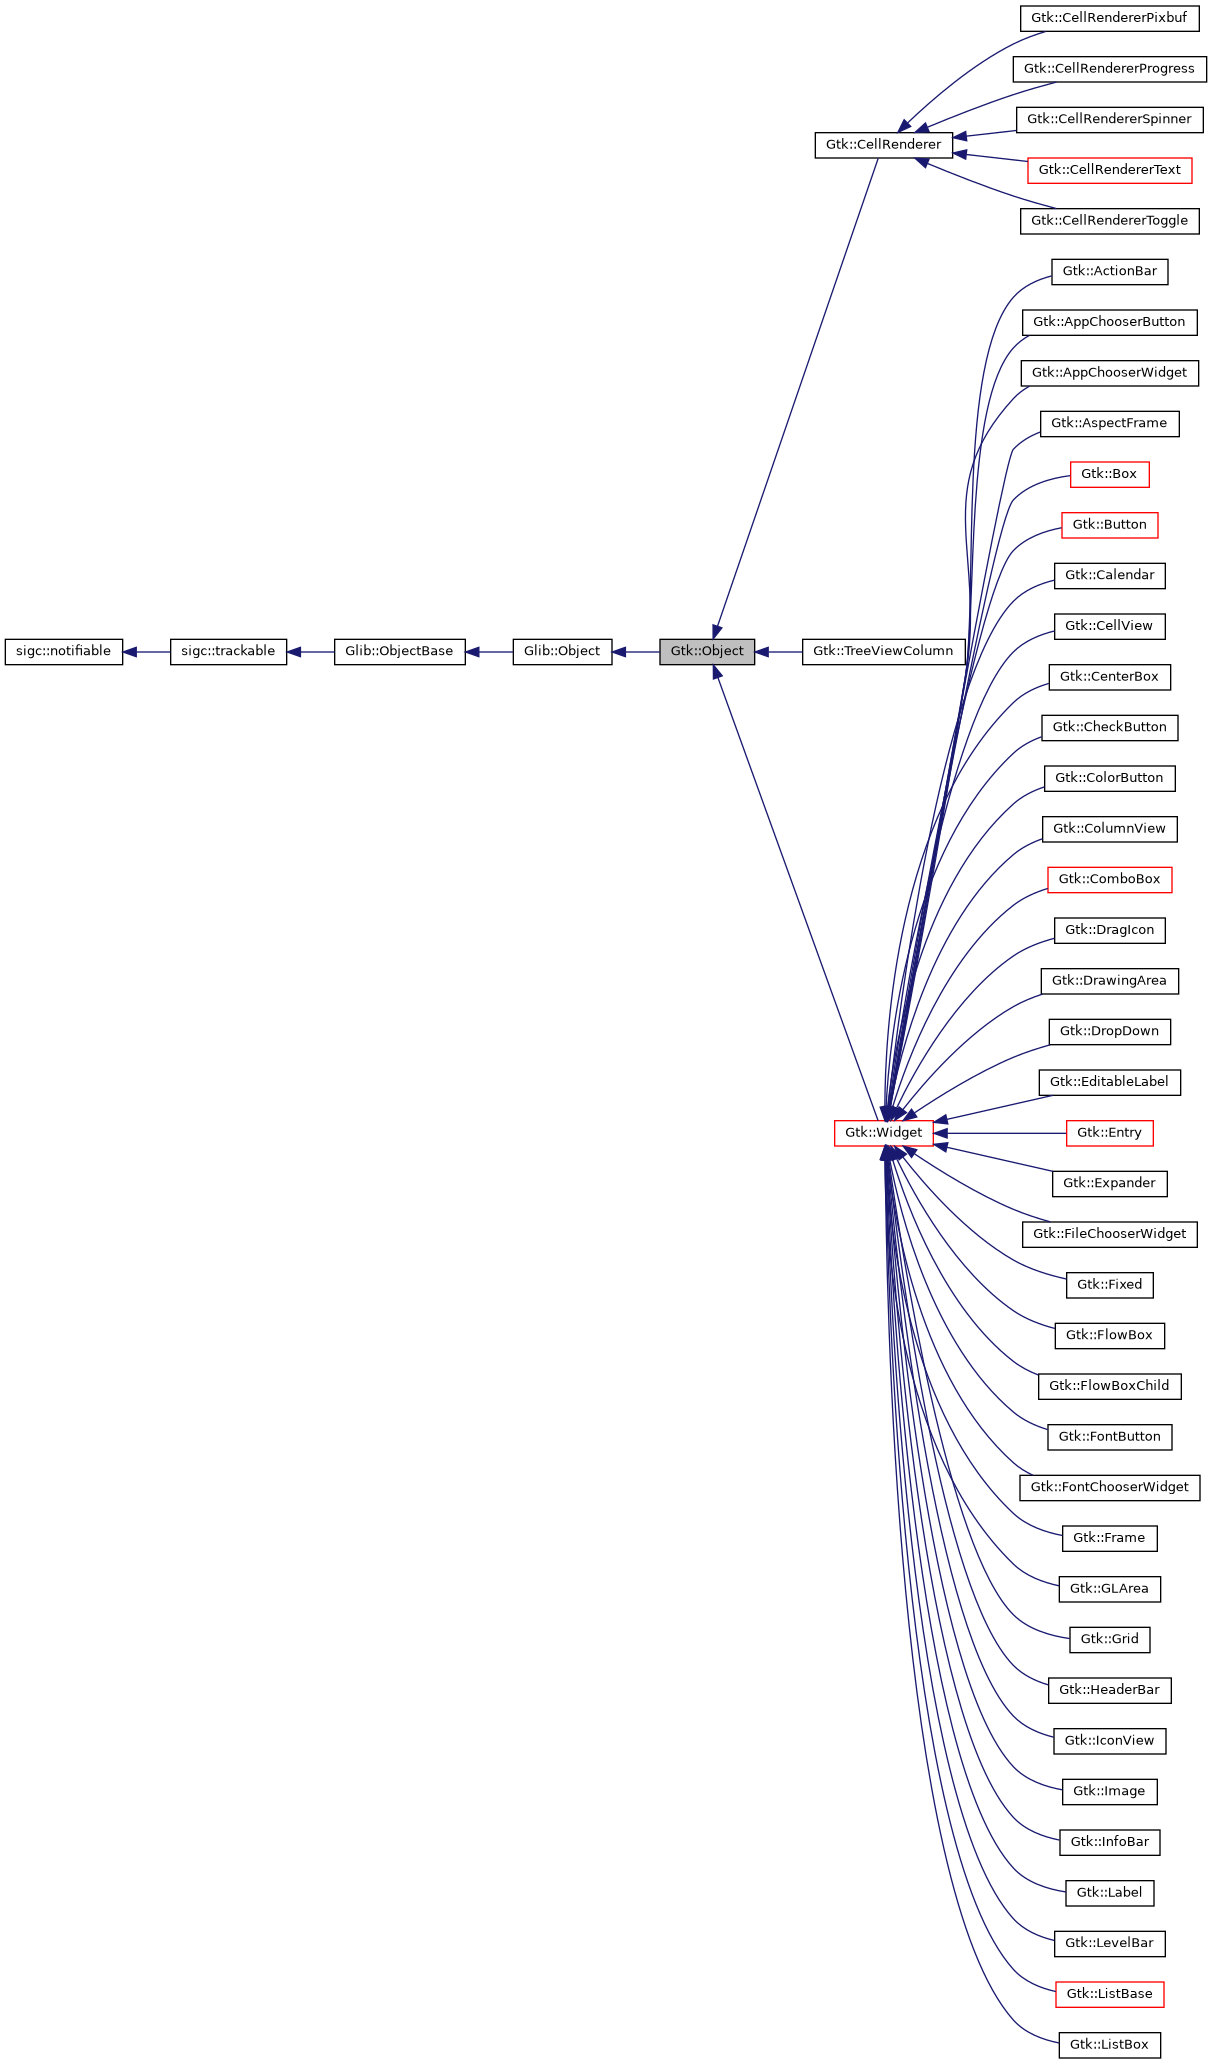 Gtk::CellRendererPixbuf
Gtk::CellRendererProgress
Gtk::CellRendererSpinner
Gtk::CellRenderer
Gtk::CellRendererText
Gtk::CellRendererToggle
Gtk::ActionBar
Gtk::AppChooserButton
Gtk::AppChooserWidget
Gtk::AspectFrame
Gtk::Box
Gtk::Button
Gtk::Calendar
Gtk::CellView
sigc::notifiable
sigc::trackable
Glib::ObjectBase
Glib::Object
Gtk::Object
Gtk::TreeViewColumn
Gtk::CenterBox
Gtk::CheckButton
Gtk::ColorButton
Gtk::ColumnView
Gtk::ComboBox
Gtk::DragIcon
Gtk::DrawingArea
Gtk::DropDown
Gtk::EditableLabel
Gtk::Widget
Gtk::Entry
Gtk::Expander
Gtk::FileChooserWidget
Gtk::Fixed
Gtk::FlowBox
Gtk::FlowBoxChild
Gtk::FontButton
Gtk::FontChooserWidget
Gtk::Frame
Gtk::GLArea
Gtk::Grid
Gtk::HeaderBar
Gtk::IconView
Gtk::Image
Gtk::InfoBar
Gtk::Label
Gtk::LevelBar
Gtk::ListBase
Gtk::ListBox